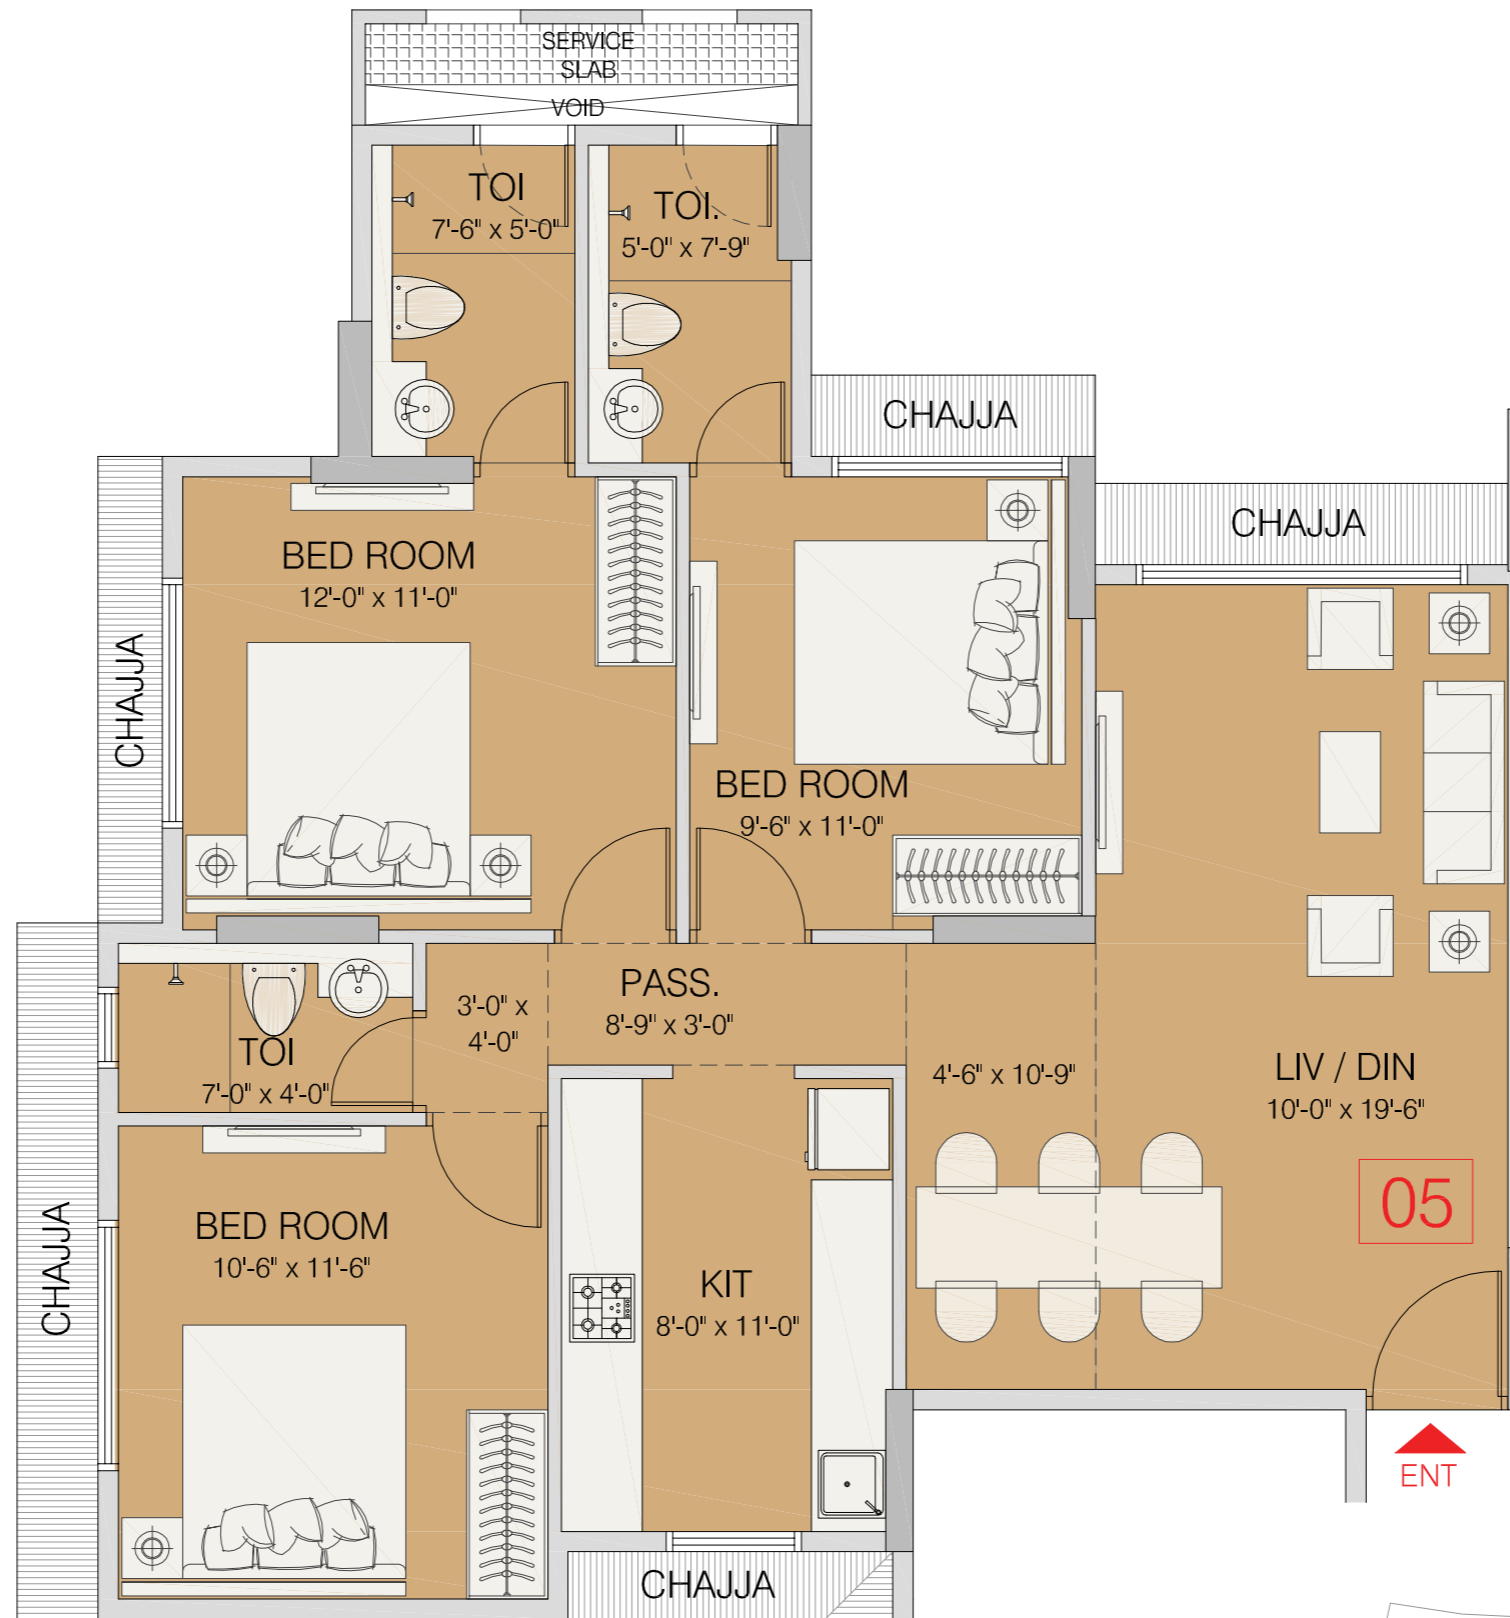 SERVICE
SLAB
VOID
TOI
7'-6" x 5'-0"
TOI.
5'-0" x 7'-9"
CHAJJA
CHAJJA
BED ROOM
12'-0" x 11'-0"
CHAJJA
BED ROOM
9'-6" x 11'-0"
PASS.
8'-9" x 3'-0"
3'-0" x
4'-0"
TOI
7'-0" x 4'-0"
4'-6" x 10'-9"
LIV / DIN
10'-0" x 19'-6"
05
CHAJJA
BED ROOM
10'-6" x 11'-6"
KIT
8'-0" x 11'-0"
ENT
CHAJJA